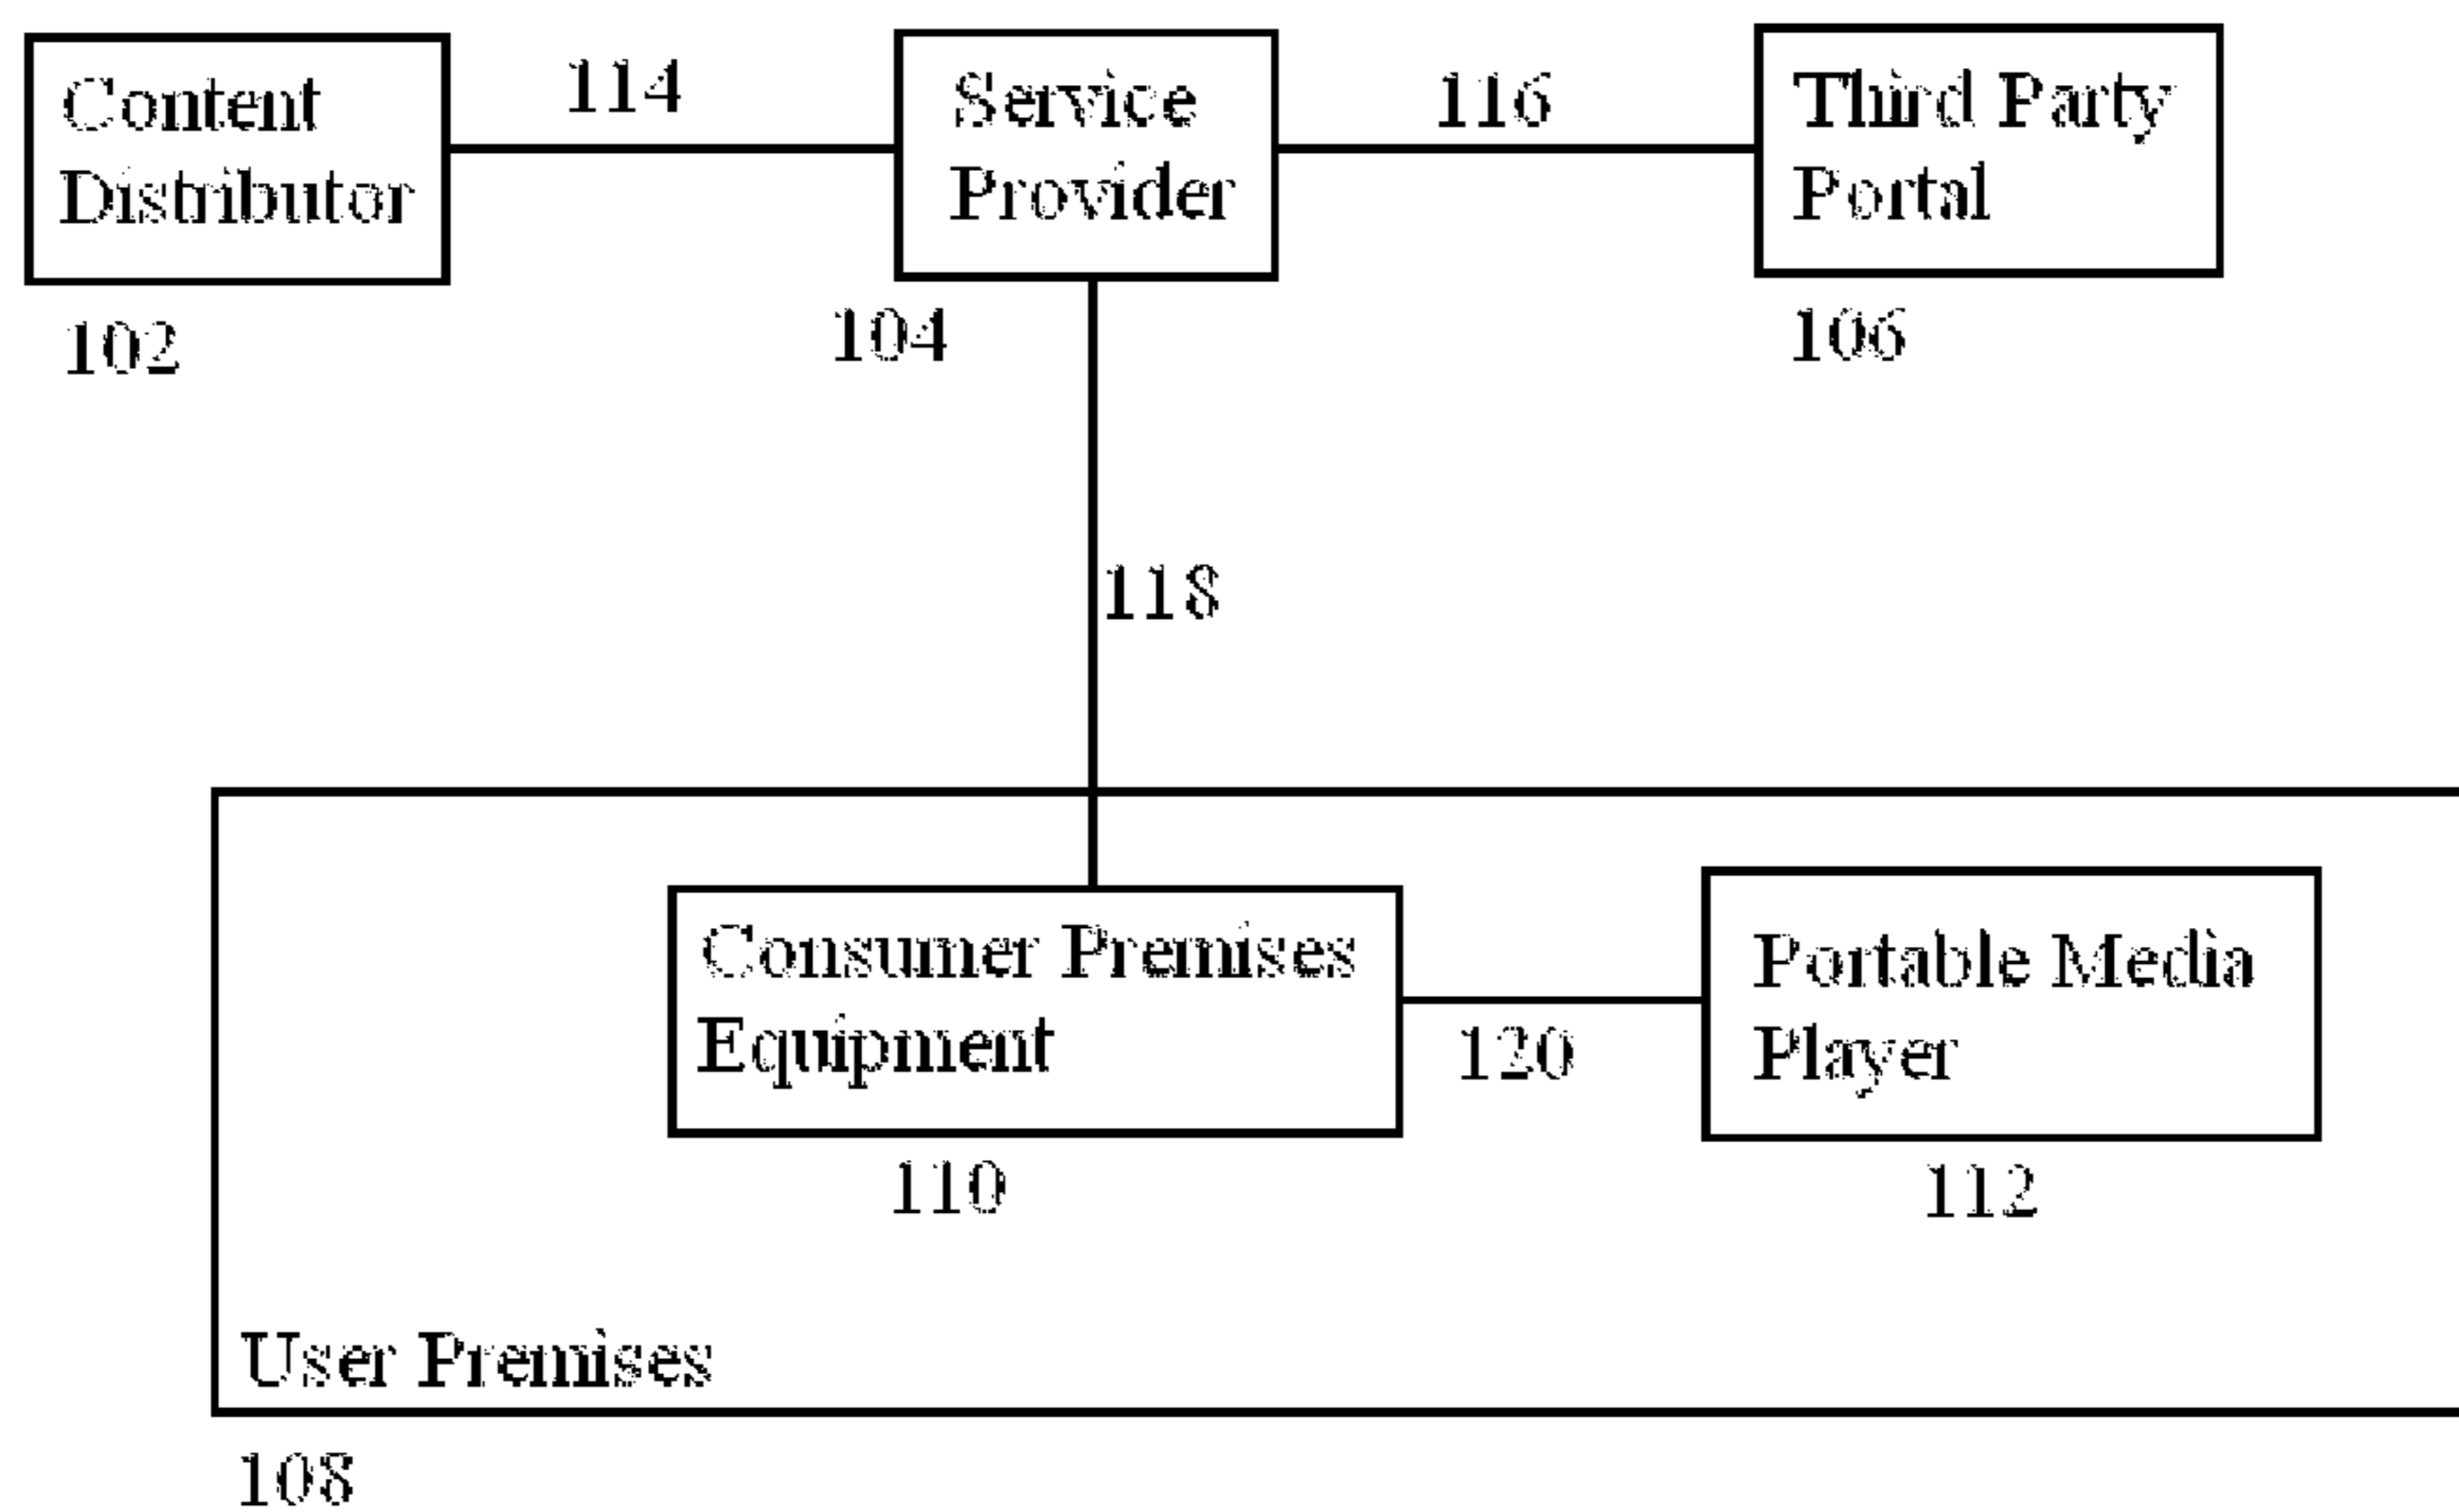 Content
Distributor
102
114
Service
Provider
104
116
Third Party
Portal
106
118
Consumer Premises
Equipment
110
120
Portable Media
Player
112
User Premises
108